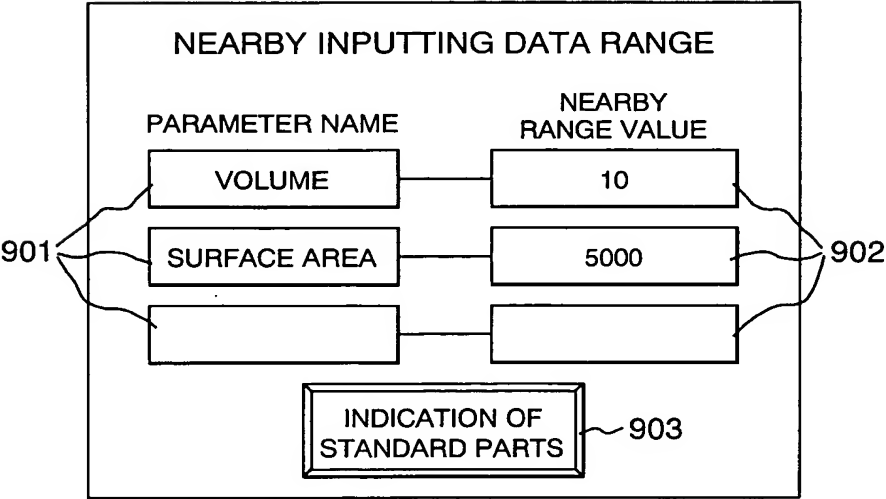 NEARBY INPUTTING DATA RANGE
PARAMETER NAME
NEARBY
RANGE VALUE
VOLUME
10
901
SURFACE AREA
5000
902
INDICATION OF
STANDARD PARTS
903